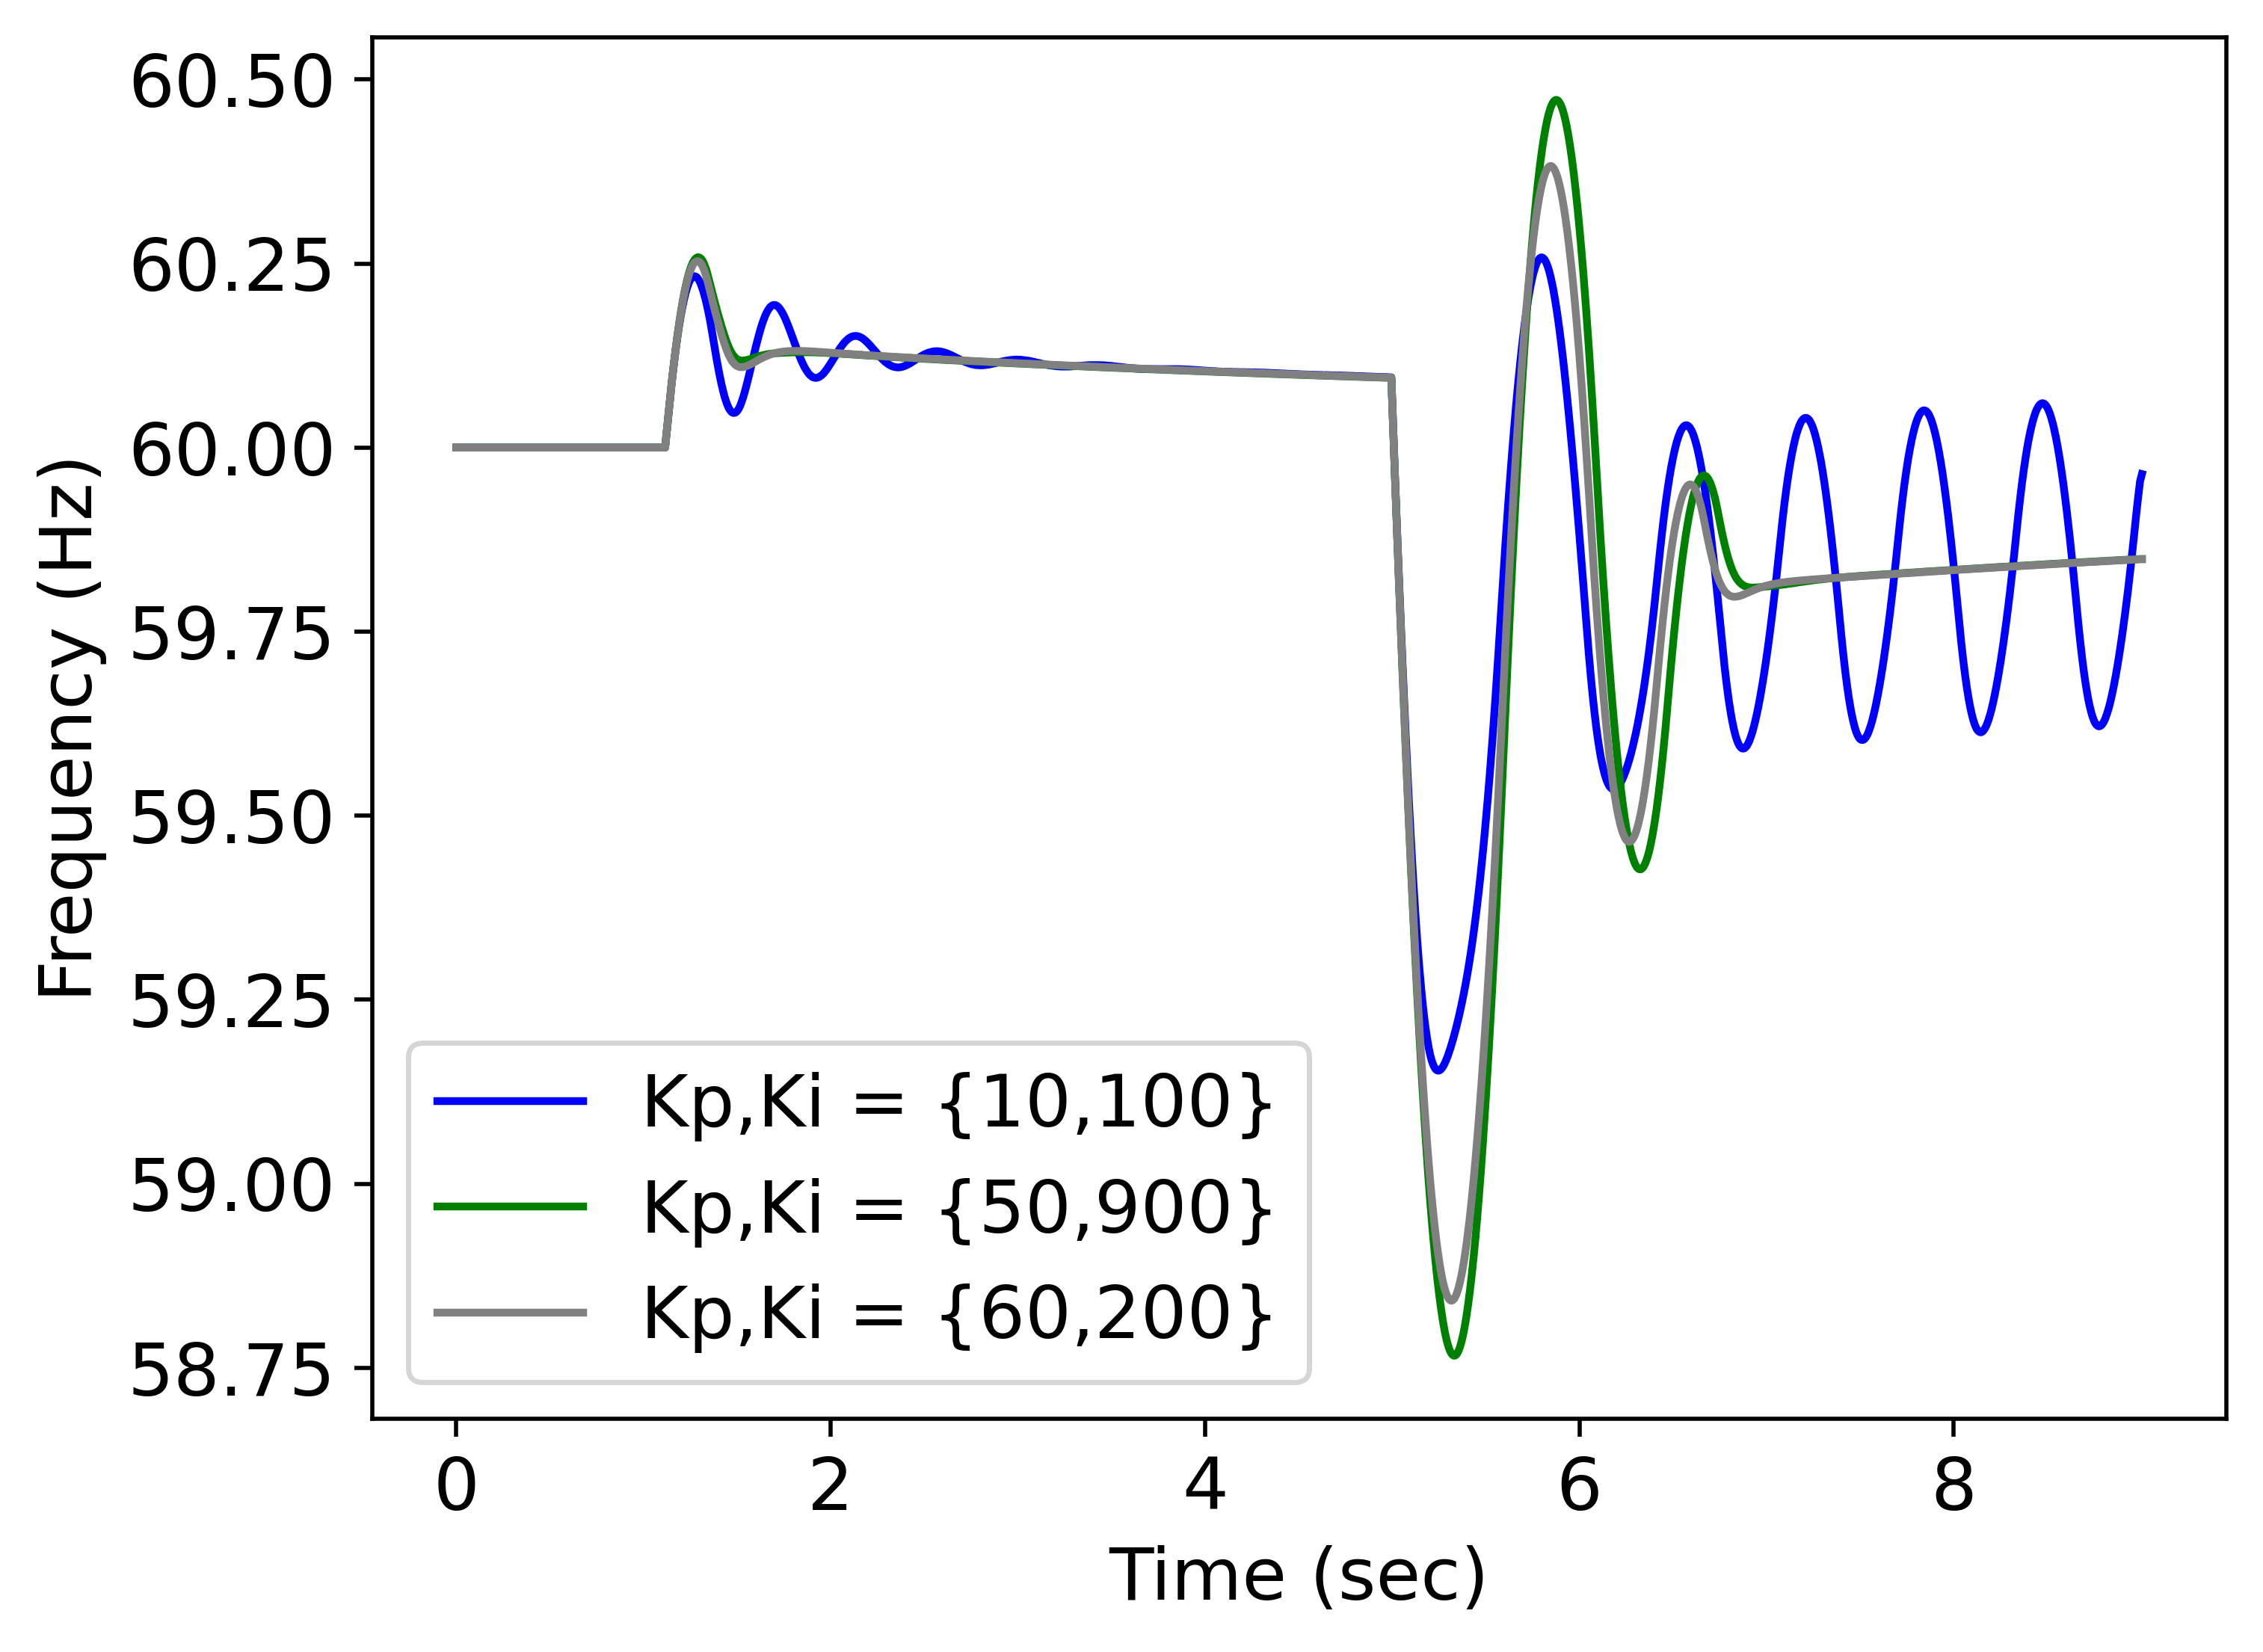 60.50
60.25
60.00
59.75
59.50
59.25
59.00
58.75
Frequency (Hz)
Kp,Ki = {10,100}
Kp,Ki = {50,900}
Kp,Ki = {60,200}
0 2 4 6 8
Time (sec)